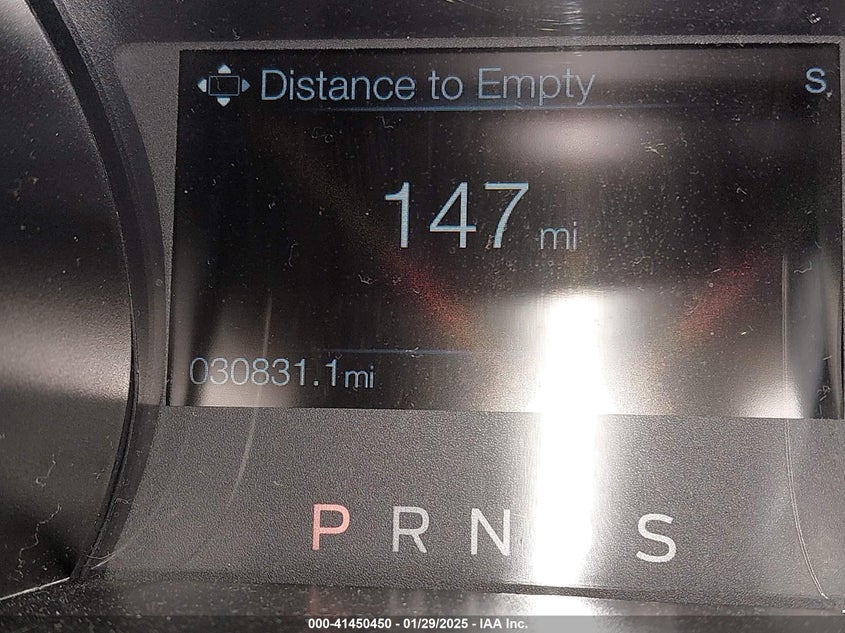 Distance to Empty S
147 mi
030831.1mi
P R N S
000-41450450 - 01/29/2025 - IAA Inc.